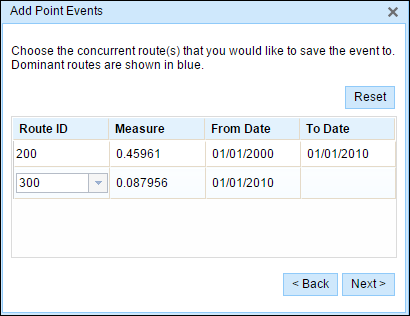 Add Point Events
Choose the concurrent route(s) that you would like to save the event to.
Dominant routes are shown in blue.
Reset
Route ID Measure From Date To Date
200 0.45961 01/01/2000 01/01/2010
300 0.087956 01/01/2010
< Back Next >